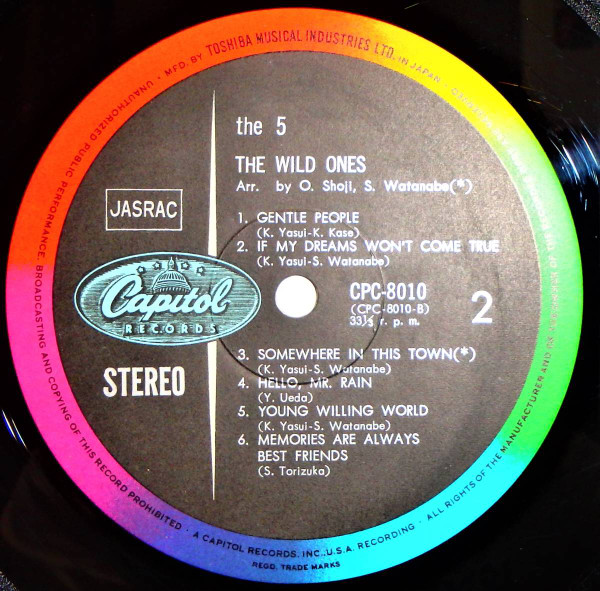 MFD. BY TOSHIBA MUSICAL INDUSTRIES LTD. IN JAPAN
the 5
THE WILD ONES
Arr. by O. Shoji, S. Watanabe(*)
JASRAC
1. GENTLE PEOPLE
(K. Yasui-K. Kase)
2. IF MY DREAMS WON'T COME TRUE
(K. Yasui-S. Watanabe)
Capitol
RECORDS
CPC-8010
(CPC-8010-B)
33⅓ r. p. m.
2
STEREO
3. SOMEWHERE IN THIS TOWN(*)
(K. Yasui-S. Watanabe)
4. HELLO, MR. RAIN
(Y. Ueda)
5. YOUNG WILLING WORLD
(K. Yasui-S. Watanabe)
6. MEMORIES ARE ALWAYS
BEST FRIENDS
(S. Torizuka)
ALL RIGHTS OF THE MANUFACTURER AND OF THE
UNAUTHORIZED PUBLIC PERFORMANCE, BROADCASTING AND COPYING OF THIS RECORD PROHIBITED
· A CAPITOL RECORDS, INC., U.S.A. RECORDING ·
REGD. TRADE MARKS